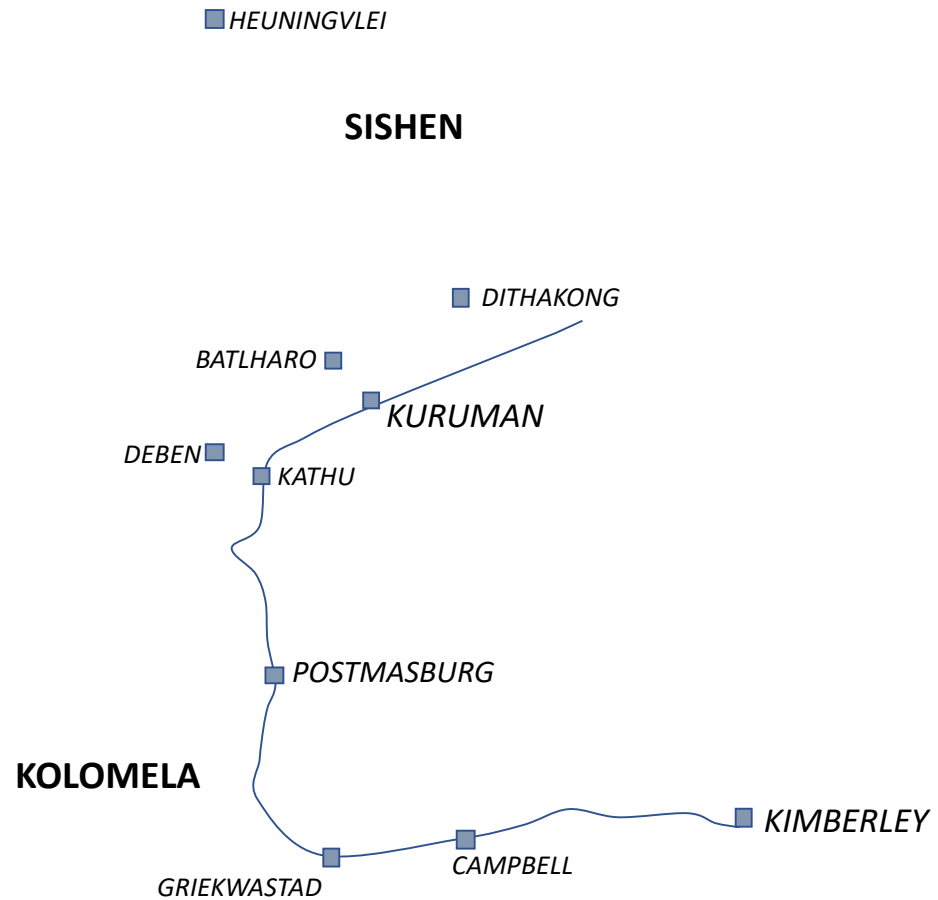 HEUNINGVLEI
SISHEN
DITHAKONG
BATLHARO
KURUMAN
DEBEN
KATHU
POSTMASBURG
KOLOMELA
KIMBERLEY
CAMPBELL
GRIEKWASTAD